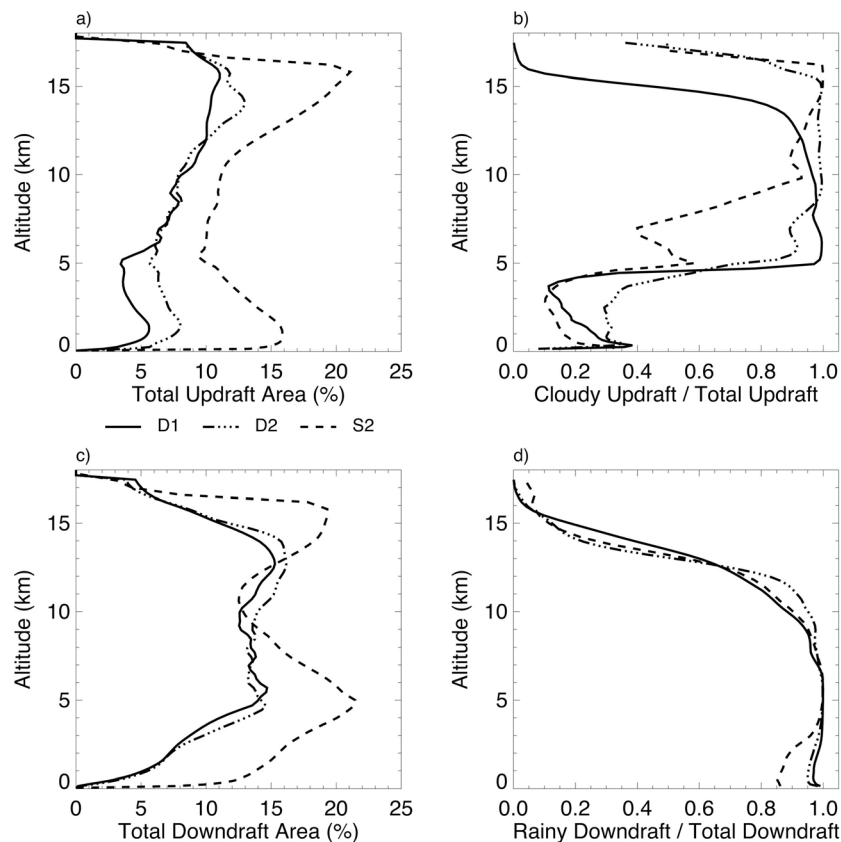 a)
15
10
5
0
Altitude (km)
0 5 10 15 20 25
Total Updraft Area (%)
b)
15
10
5
0
Altitude (km)
0.0 0.2 0.4 0.6 0.8 1.0
Cloudy Updraft / Total Updraft
D1 D2 S2
c)
15
10
5
0
Altitude (km)
0 5 10 15 20 25
Total Downdraft Area (%)
d)
15
10
5
0
Altitude (km)
0.0 0.2 0.4 0.6 0.8 1.0
Rainy Downdraft / Total Downdraft